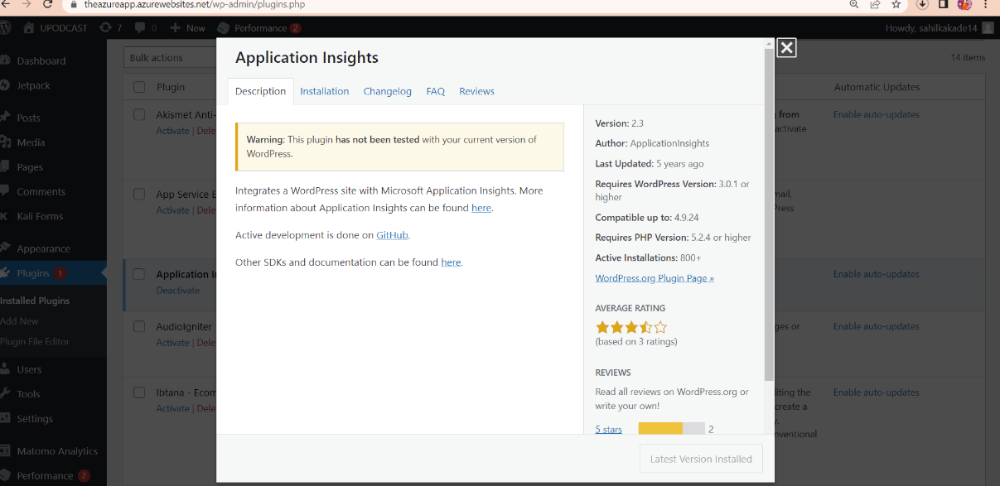 theazureapp.azurewebsites.net/wp-admin/plugins.php
UPODCAST 7 0 New Performance 2 Howdy, sahilkakade14
Dashboard
Jetpack
Posts
Media
Pages
Comments
Kali Forms
Appearance
Plugins 1
Installed Plugins
Add New
Plugin File Editor
Users
Tools
Settings
Matomo Analytics
Performance 2
Bulk actions
14 items
Plugin
Automatic Updates
Akismet Anti-
Activate | Dele
from
activate
Enable auto-updates
App Service E
Activate | Dele
mail,
Press
Application I
Deactivate
Enable auto-updates
AudioIgniter
Activate | Dele
ges or
Enable auto-updates
Ibtana - Ecom
Activate | Dele
diting the
create a
y.
nventional
Enable auto-updates
Application Insights
Description Installation Changelog FAQ Reviews
Warning: This plugin has not been tested with your current version of
WordPress.
Integrates a WordPress site with Microsoft Application Insights. More
information about Application Insights can be found here.
Active development is done on GitHub.
Other SDKs and documentation can be found here.
Version: 2.3
Author: ApplicationInsights
Last Updated: 5 years ago
Requires WordPress Version: 3.0.1 or
higher
Compatible up to: 4.9.24
Requires PHP Version: 5.2.4 or higher
Active Installations: 800+
WordPress.org Plugin Page »
AVERAGE RATING
(based on 3 ratings)
REVIEWS
Read all reviews on WordPress.org or
write your own!
5 stars 2
Latest Version Installed